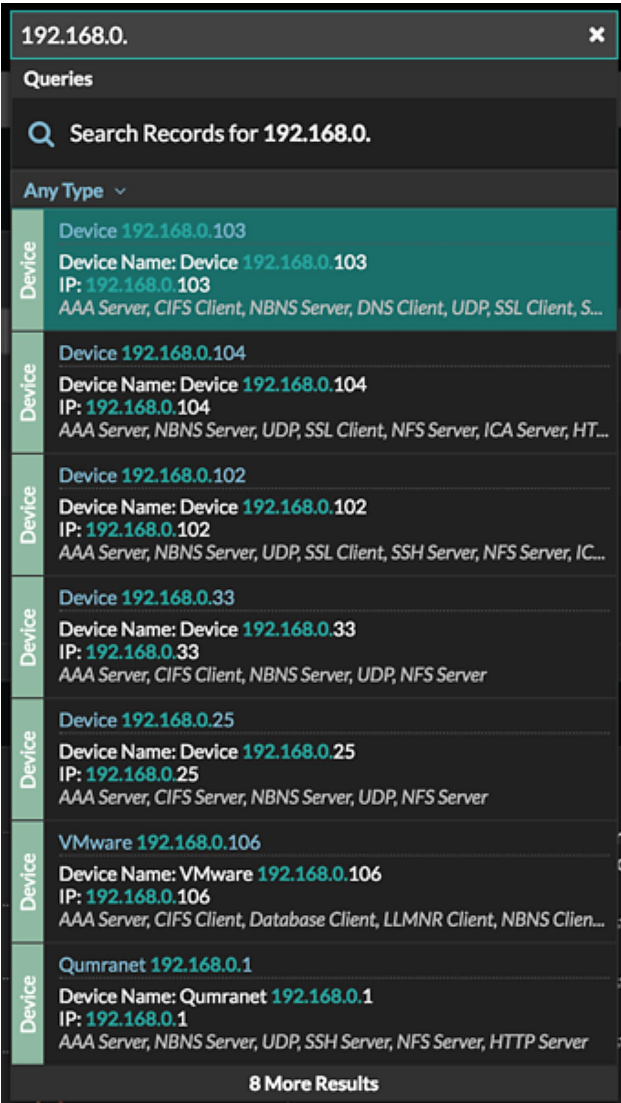 192.168.0.
Queries
Search Records for 192.168.0.
Any Type
Device
Device 192.168.0.103
Device Name: Device 192.168.0.103
IP: 192.168.0.103
AAA Server, CIFS Client, NBNS Server, DNS Client, UDP, SSL Client, S...
Device
Device 192.168.0.104
Device Name: Device 192.168.0.104
IP: 192.168.0.104
AAA Server, NBNS Server, UDP, SSL Client, NFS Server, ICA Server, HT...
Device
Device 192.168.0.102
Device Name: Device 192.168.0.102
IP: 192.168.0.102
AAA Server, NBNS Server, UDP, SSL Client, SSH Server, NFS Server, IC...
Device
Device 192.168.0.33
Device Name: Device 192.168.0.33
IP: 192.168.0.33
AAA Server, CIFS Client, NBNS Server, UDP, NFS Server
Device
Device 192.168.0.25
Device Name: Device 192.168.0.25
IP: 192.168.0.25
AAA Server, CIFS Server, NBNS Server, UDP, NFS Server
Device
VMware 192.168.0.106
Device Name: VMware 192.168.0.106
IP: 192.168.0.106
AAA Server, CIFS Client, Database Client, LLMNR Client, NBNS Clien...
Device
Qumranet 192.168.0.1
Device Name: Qumranet 192.168.0.1
IP: 192.168.0.1
AAA Server, NBNS Server, UDP, SSH Server, NFS Server, HTTP Server
8 More Results